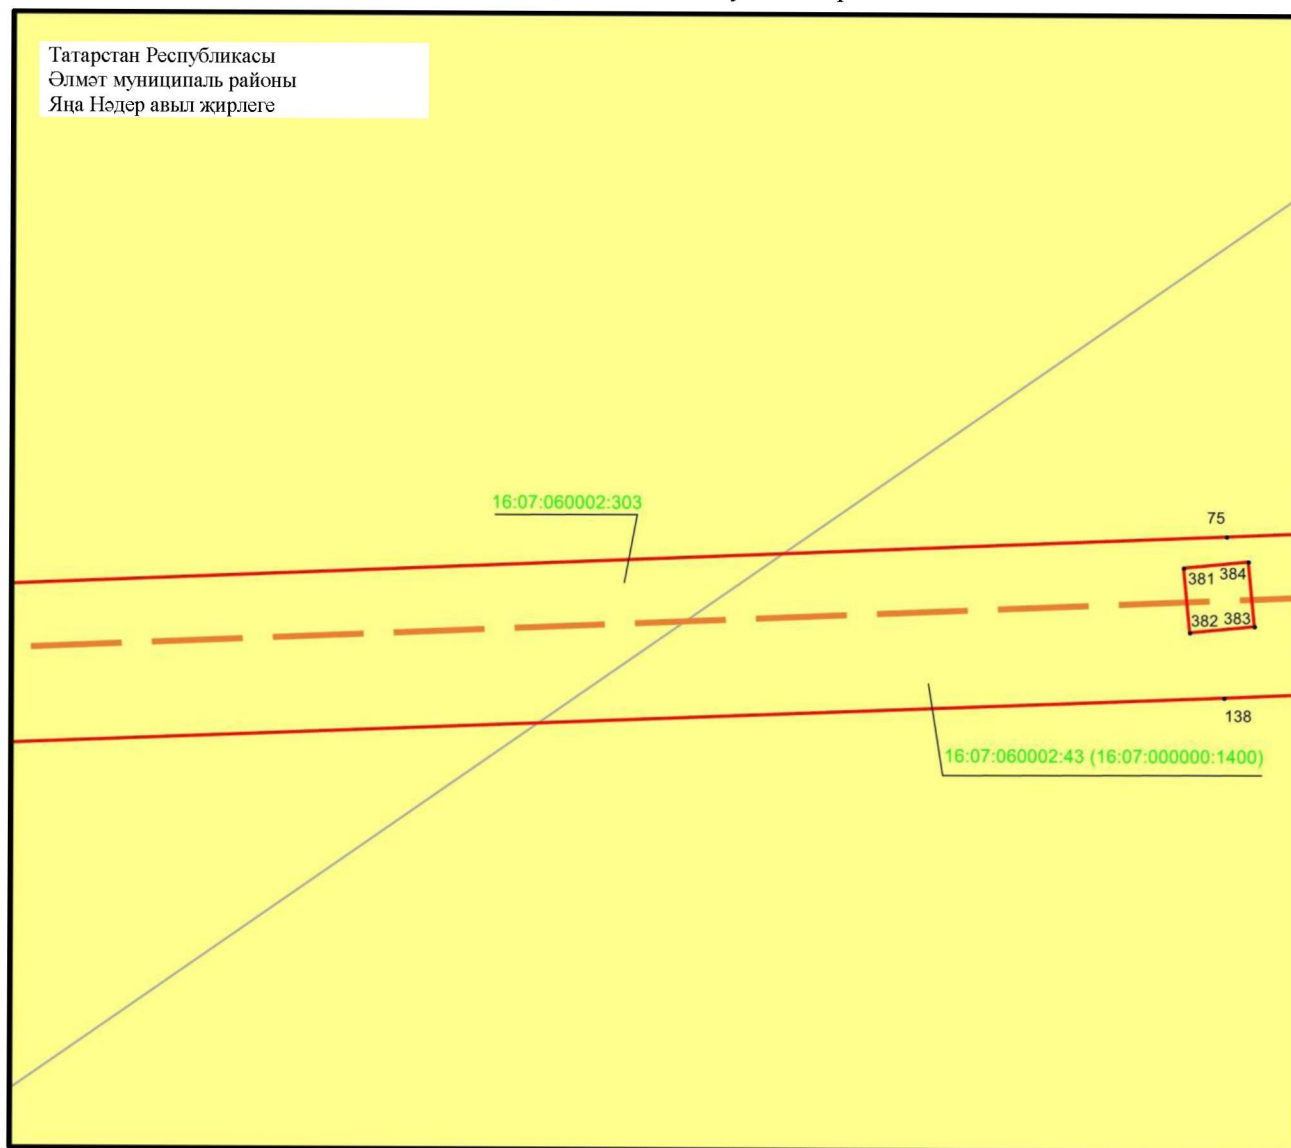 Татарстан Республикасы
Әлмәт муниципаль районы
Яңа Нәдер авыл җирлеге
16:07:060002:303
75
381 384
382 383
138
16:07:060002:43 (16:07:000000:1400)